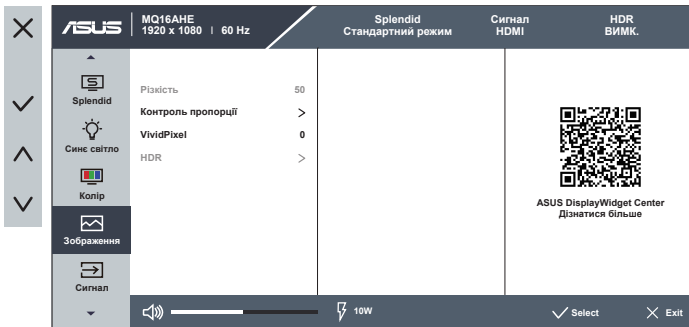 ASUS
MQ16AHE
1920 x 1080 | 60 Hz
Splendid
Стандартний режим
Сигнал
HDMI
HDR
ВИМК.
Splendid
Синє світло
Колір
Зображення
Сигнал
Різкість 50
Контроль пропорції >
VividPixel 0
HDR >
ASUS DisplayWidget Center
Дізнатися більше
10W
Select
Exit